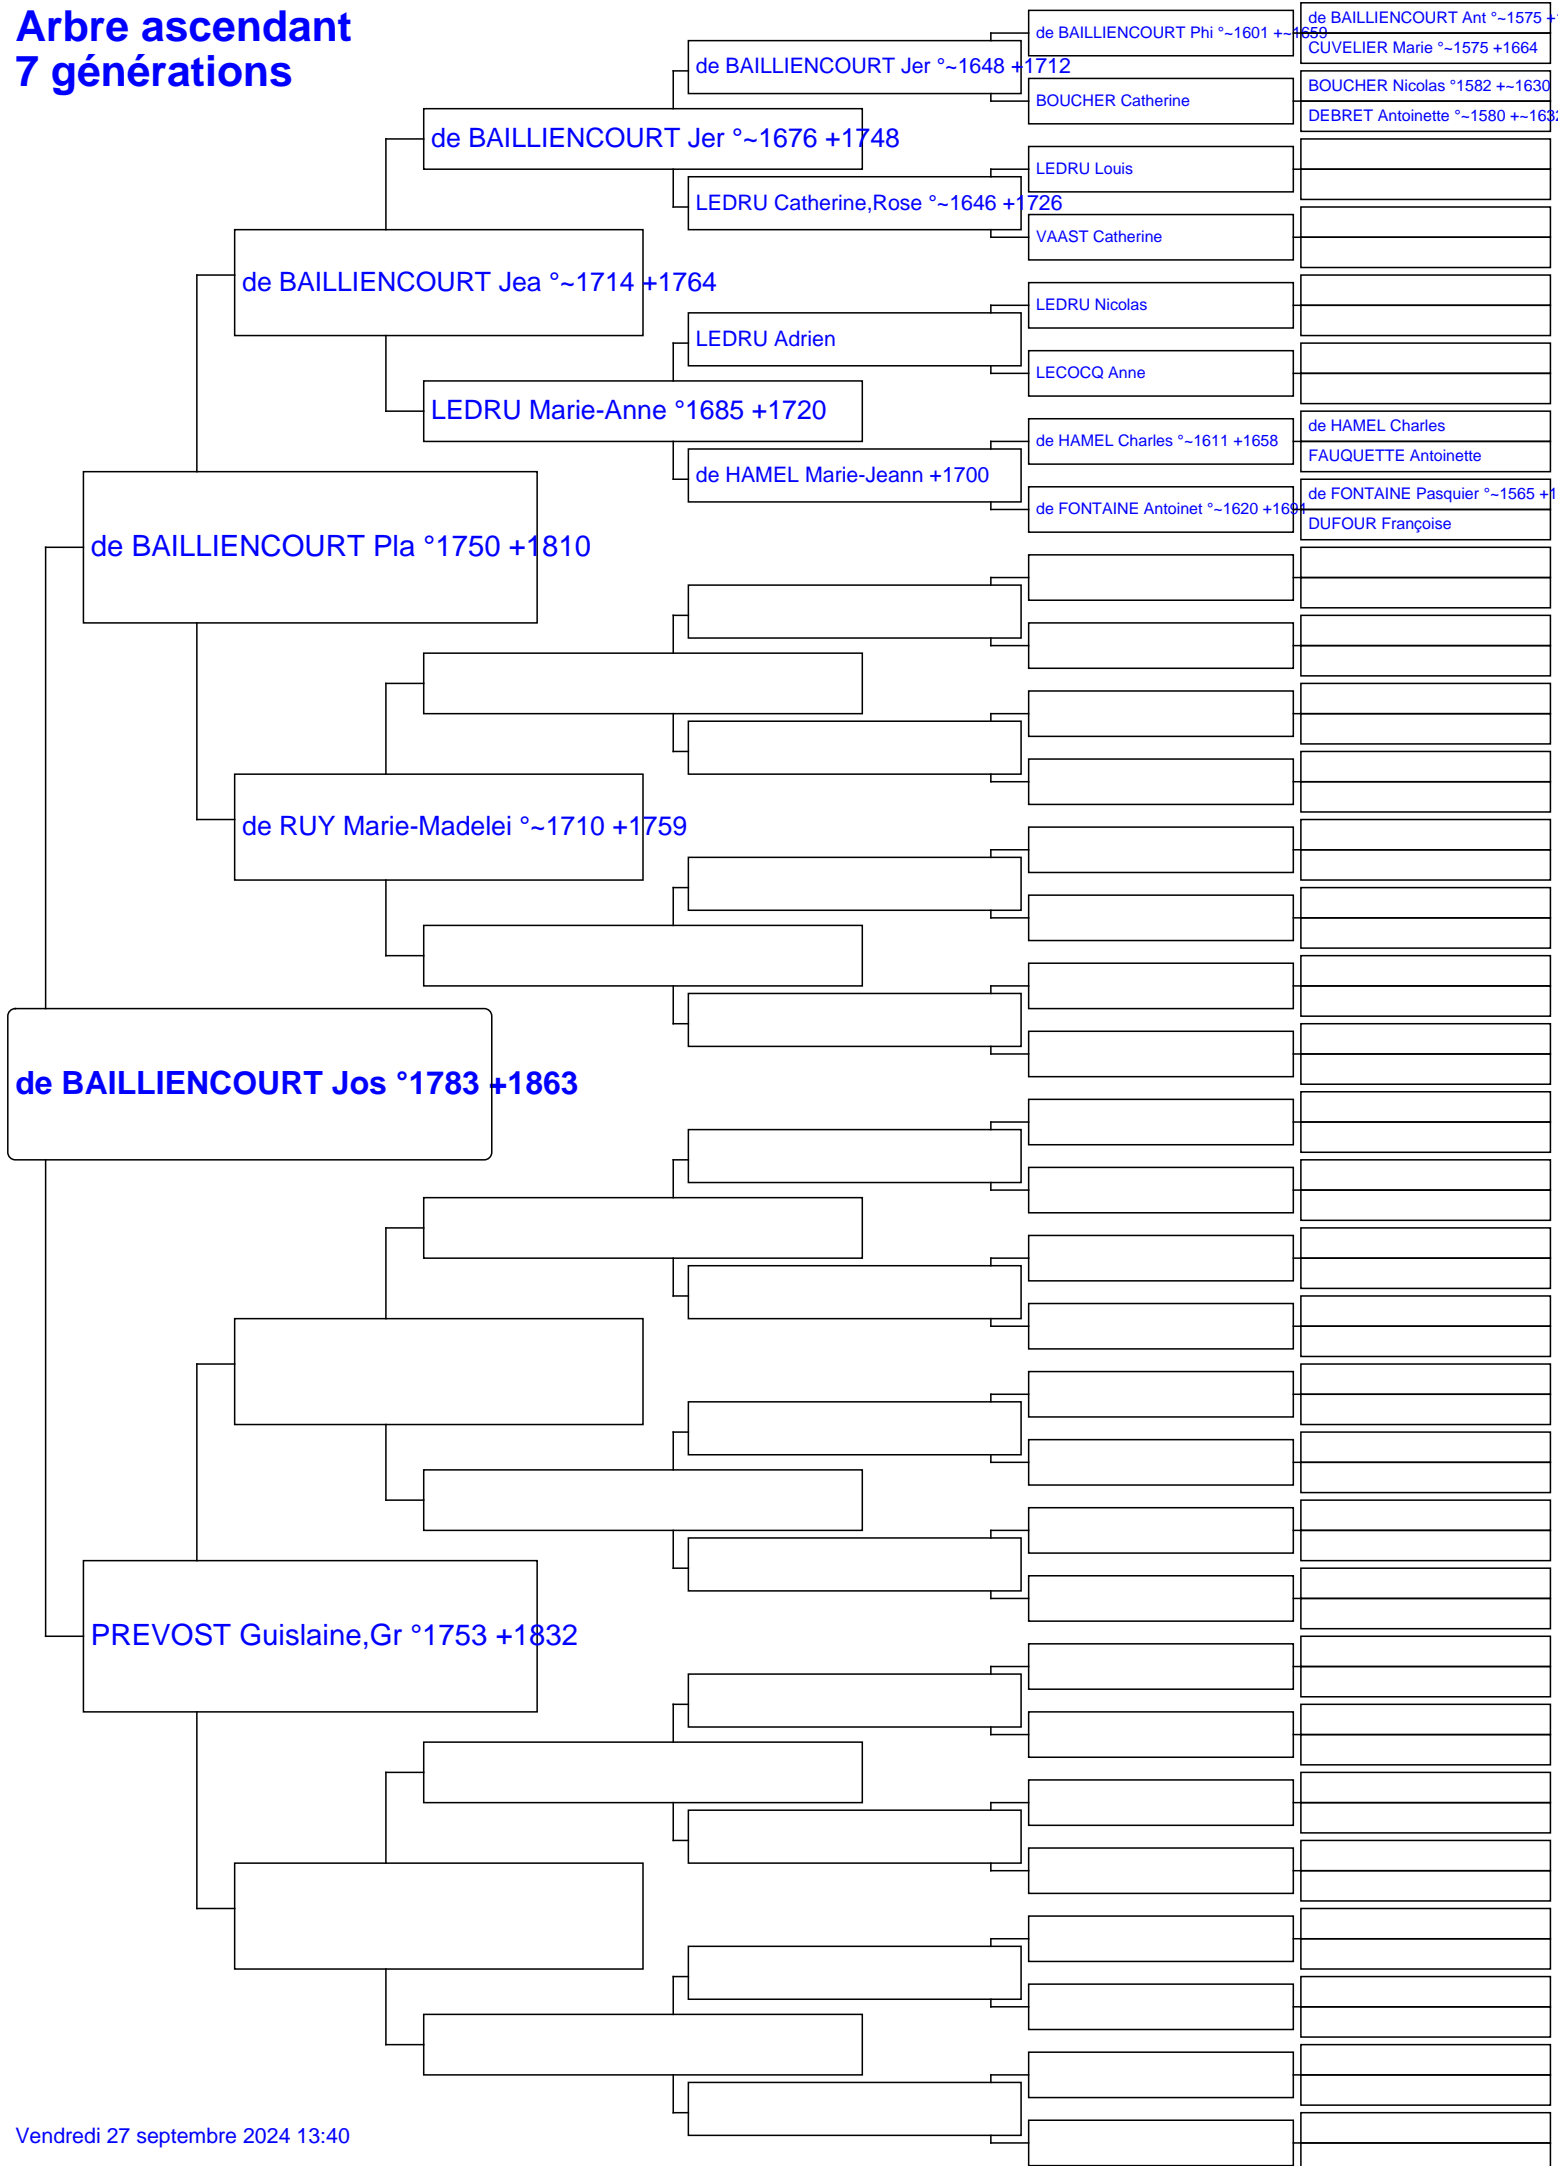 Arbre ascendant
7 générations
de BAILLIENCOURT Ant °~1575 +
de BAILLIENCOURT Phi °~1601 +~1659
CUVELIER Marie °~1575 +1664
de BAILLIENCOURT Jer °~1648 +1712
BOUCHER Nicolas °1582 +~1630
BOUCHER Catherine
DEBRET Antoinette °~1580 +~1632
de BAILLIENCOURT Jer °~1676 +1748
LEDRU Louis
LEDRU Catherine,Rose °~1646 +1726
VAAST Catherine
de BAILLIENCOURT Jea °~1714 +1764
LEDRU Nicolas
LEDRU Adrien
LECOCQ Anne
LEDRU Marie-Anne °1685 +1720
de HAMEL Charles
de HAMEL Charles °~1611 +1658
FAUQUETTE Antoinette
de HAMEL Marie-Jeann +1700
de FONTAINE Pasquier °~1565 +1
de FONTAINE Antoinet °~1620 +1691
DUFOUR Françoise
de BAILLIENCOURT Pla °1750 +1810
de RUY Marie-Madelei °~1710 +1759
de BAILLIENCOURT Jos °1783 +1863
PREVOST Guislaine,Gr °1753 +1832
Vendredi 27 septembre 2024 13:40